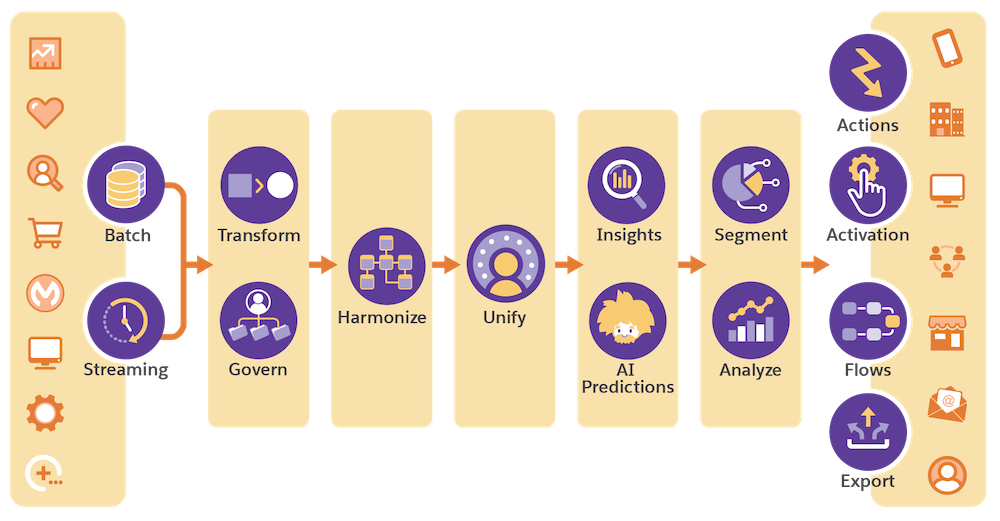 Batch
Streaming
Transform
Govern
Harmonize
Unify
Insights
AI
Predictions
Segment
Analyze
Actions
Activation
Flows
Export
@